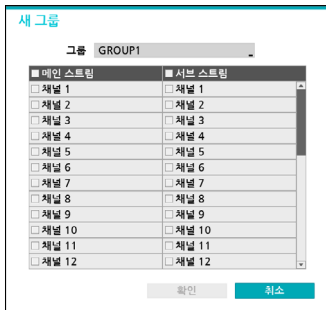 새 그룹
그룹 GROUP1
메인 스트림 서브 스트림
채널 1 채널 1
채널 2 채널 2
채널 3 채널 3
채널 4 채널 4
채널 5 채널 5
채널 6 채널 6
채널 7 채널 7
채널 8 채널 8
채널 9 채널 9
채널 10 채널 10
채널 11 채널 11
채널 12 채널 12
확인 취소